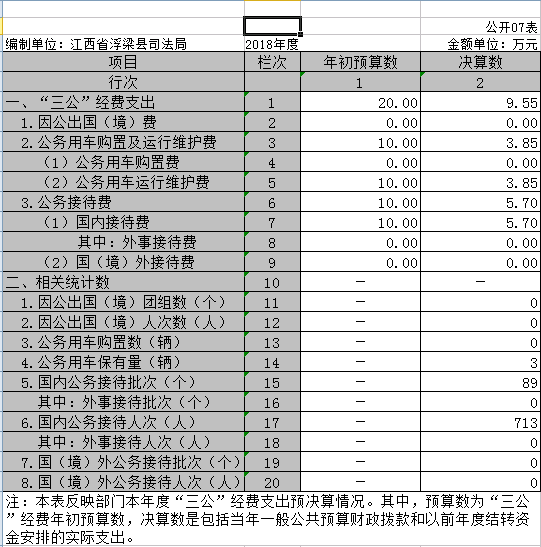 公开07表
编制单位：江西省浮梁县司法局 2018年度 金额单位：万元
项目 栏次 年初预算数 决算数
行次 1 2
一、“三公”经费支出 1 20.00 9.55
1.因公出国（境）费 2 0.00 0.00
2.公务用车购置及运行维护费 3 10.00 3.85
（1）公务用车购置费 4 0.00 0.00
（2）公务用车运行维护费 5 10.00 3.85
3.公务接待费 6 10.00 5.70
（1）国内接待费 7 10.00 5.70
其中：外事接待费 8 0.00 0.00
（2）国（境）外接待费 9 0.00 0.00
二、相关统计数 10 — —
1.因公出国（境）团组数（个） 11 — 0
2.因公出国（境）人次数（人） 12 — 0
3.公务用车购置数（辆） 13 — 0
4.公务用车保有量（辆） 14 — 3
5.国内公务接待批次（个） 15 — 89
其中：外事接待批次（个） 16 — 0
6.国内公务接待人次（人） 17 — 713
其中：外事接待人次（人） 18 — 0
7.国（境）外公务接待批次（个） 19 — 0
8.国（境）外公务接待人次（人） 20 — 0
注：本表反映部门本年度“三公”经费支出预决算情况。其中，预算数为“三公
”经费年初预算数，决算数是包括当年一般公共预算财政拨款和以前年度结转资
金安排的实际支出。